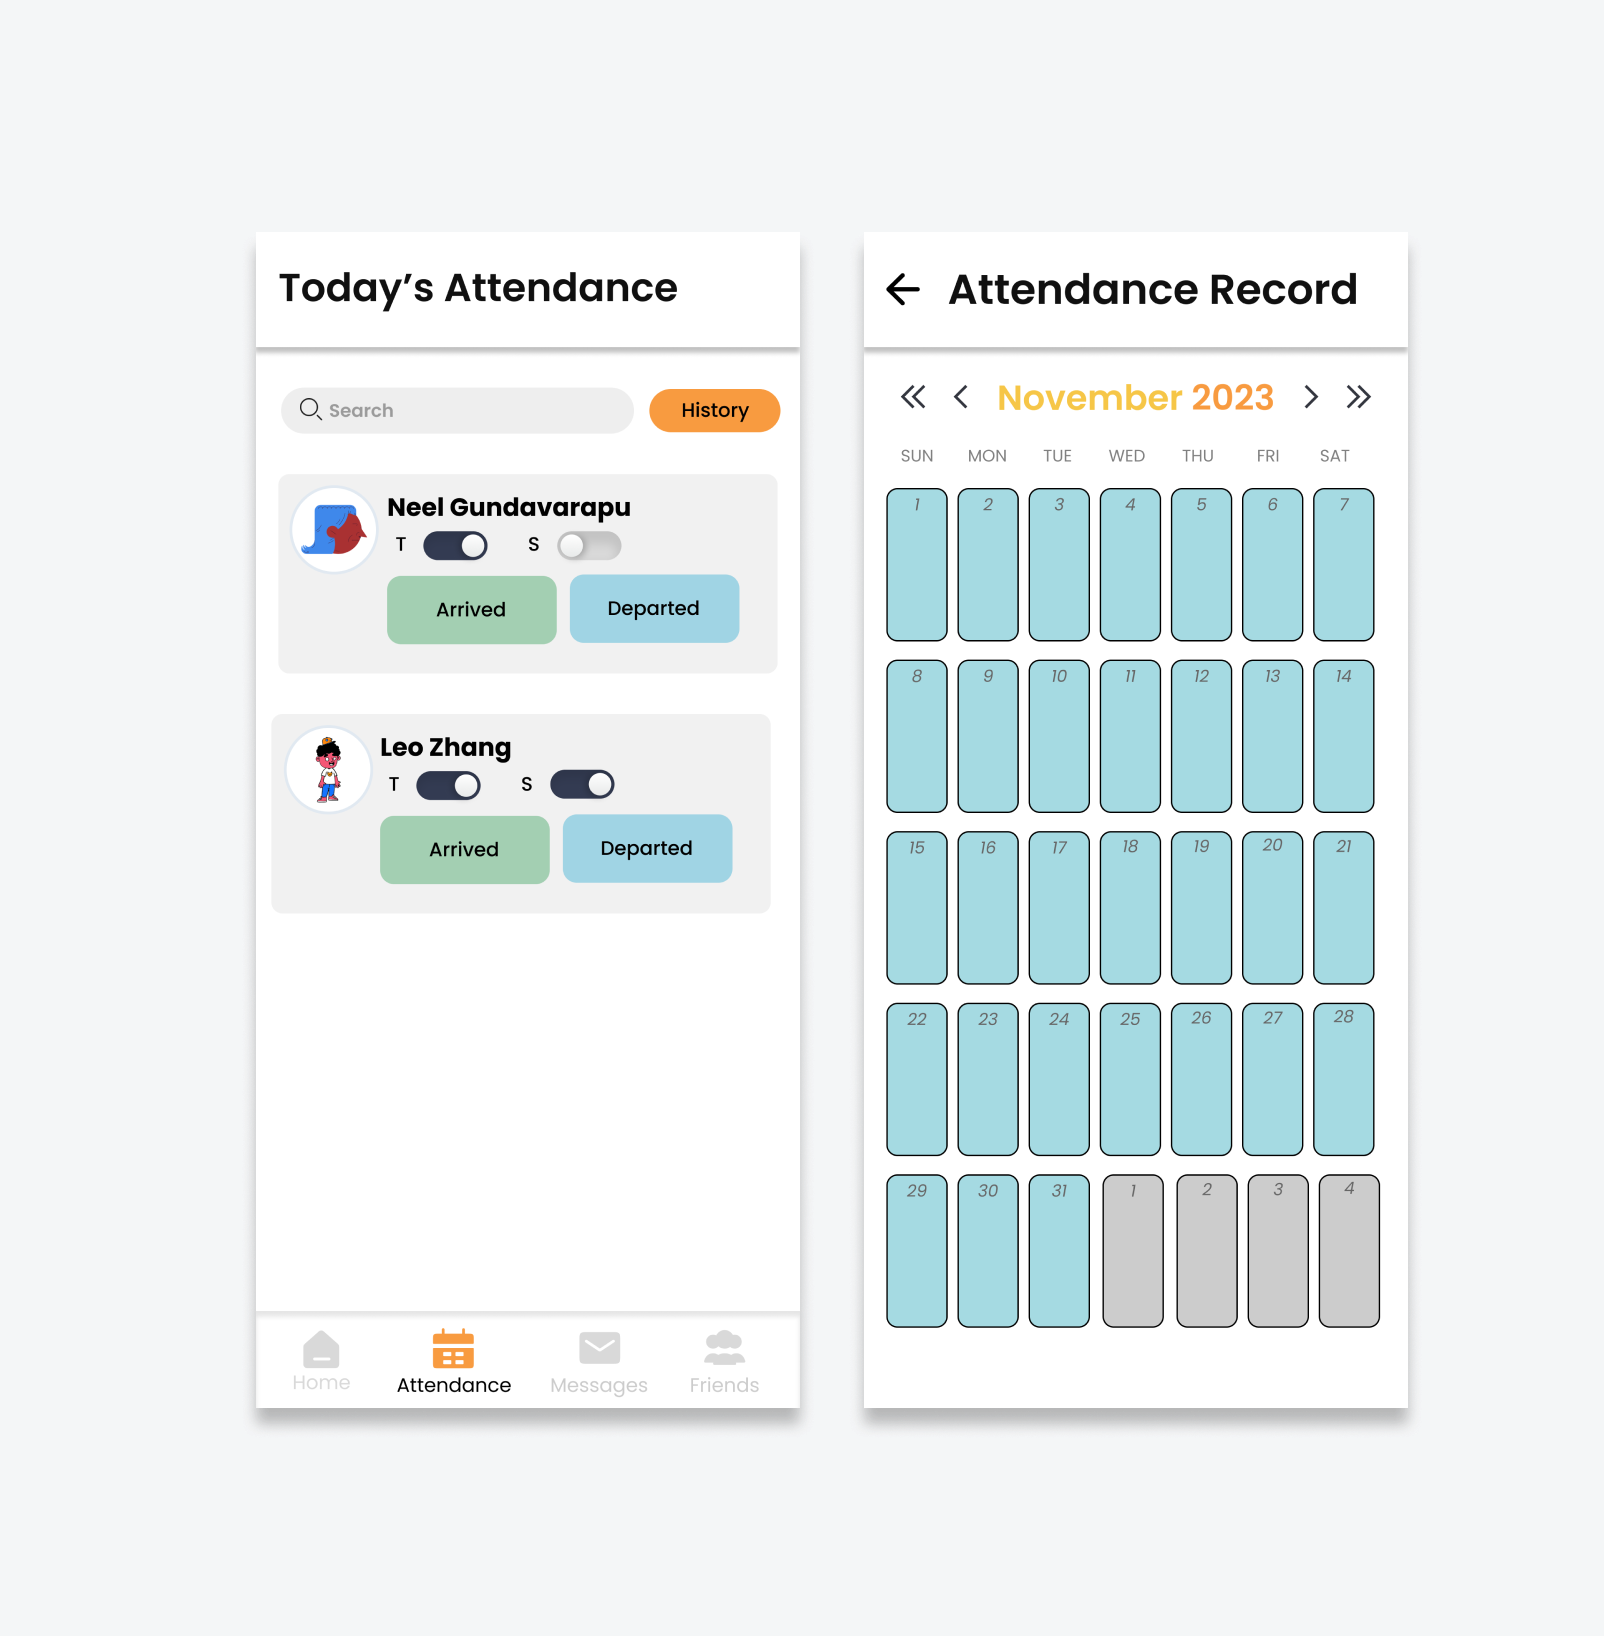 Today’s Attendance
Search
History
Neel Gundavarapu
T S
Arrived Departed
Leo Zhang
T S
Arrived Departed
Home Attendance Messages Friends
Attendance Record
November 2023
SUN MON TUE WED THU FRI SAT
1 2 3 4 5 6 7
8 9 10 11 12 13 14
15 16 17 18 19 20 21
22 23 24 25 26 27 28
29 30 31 1 2 3 4